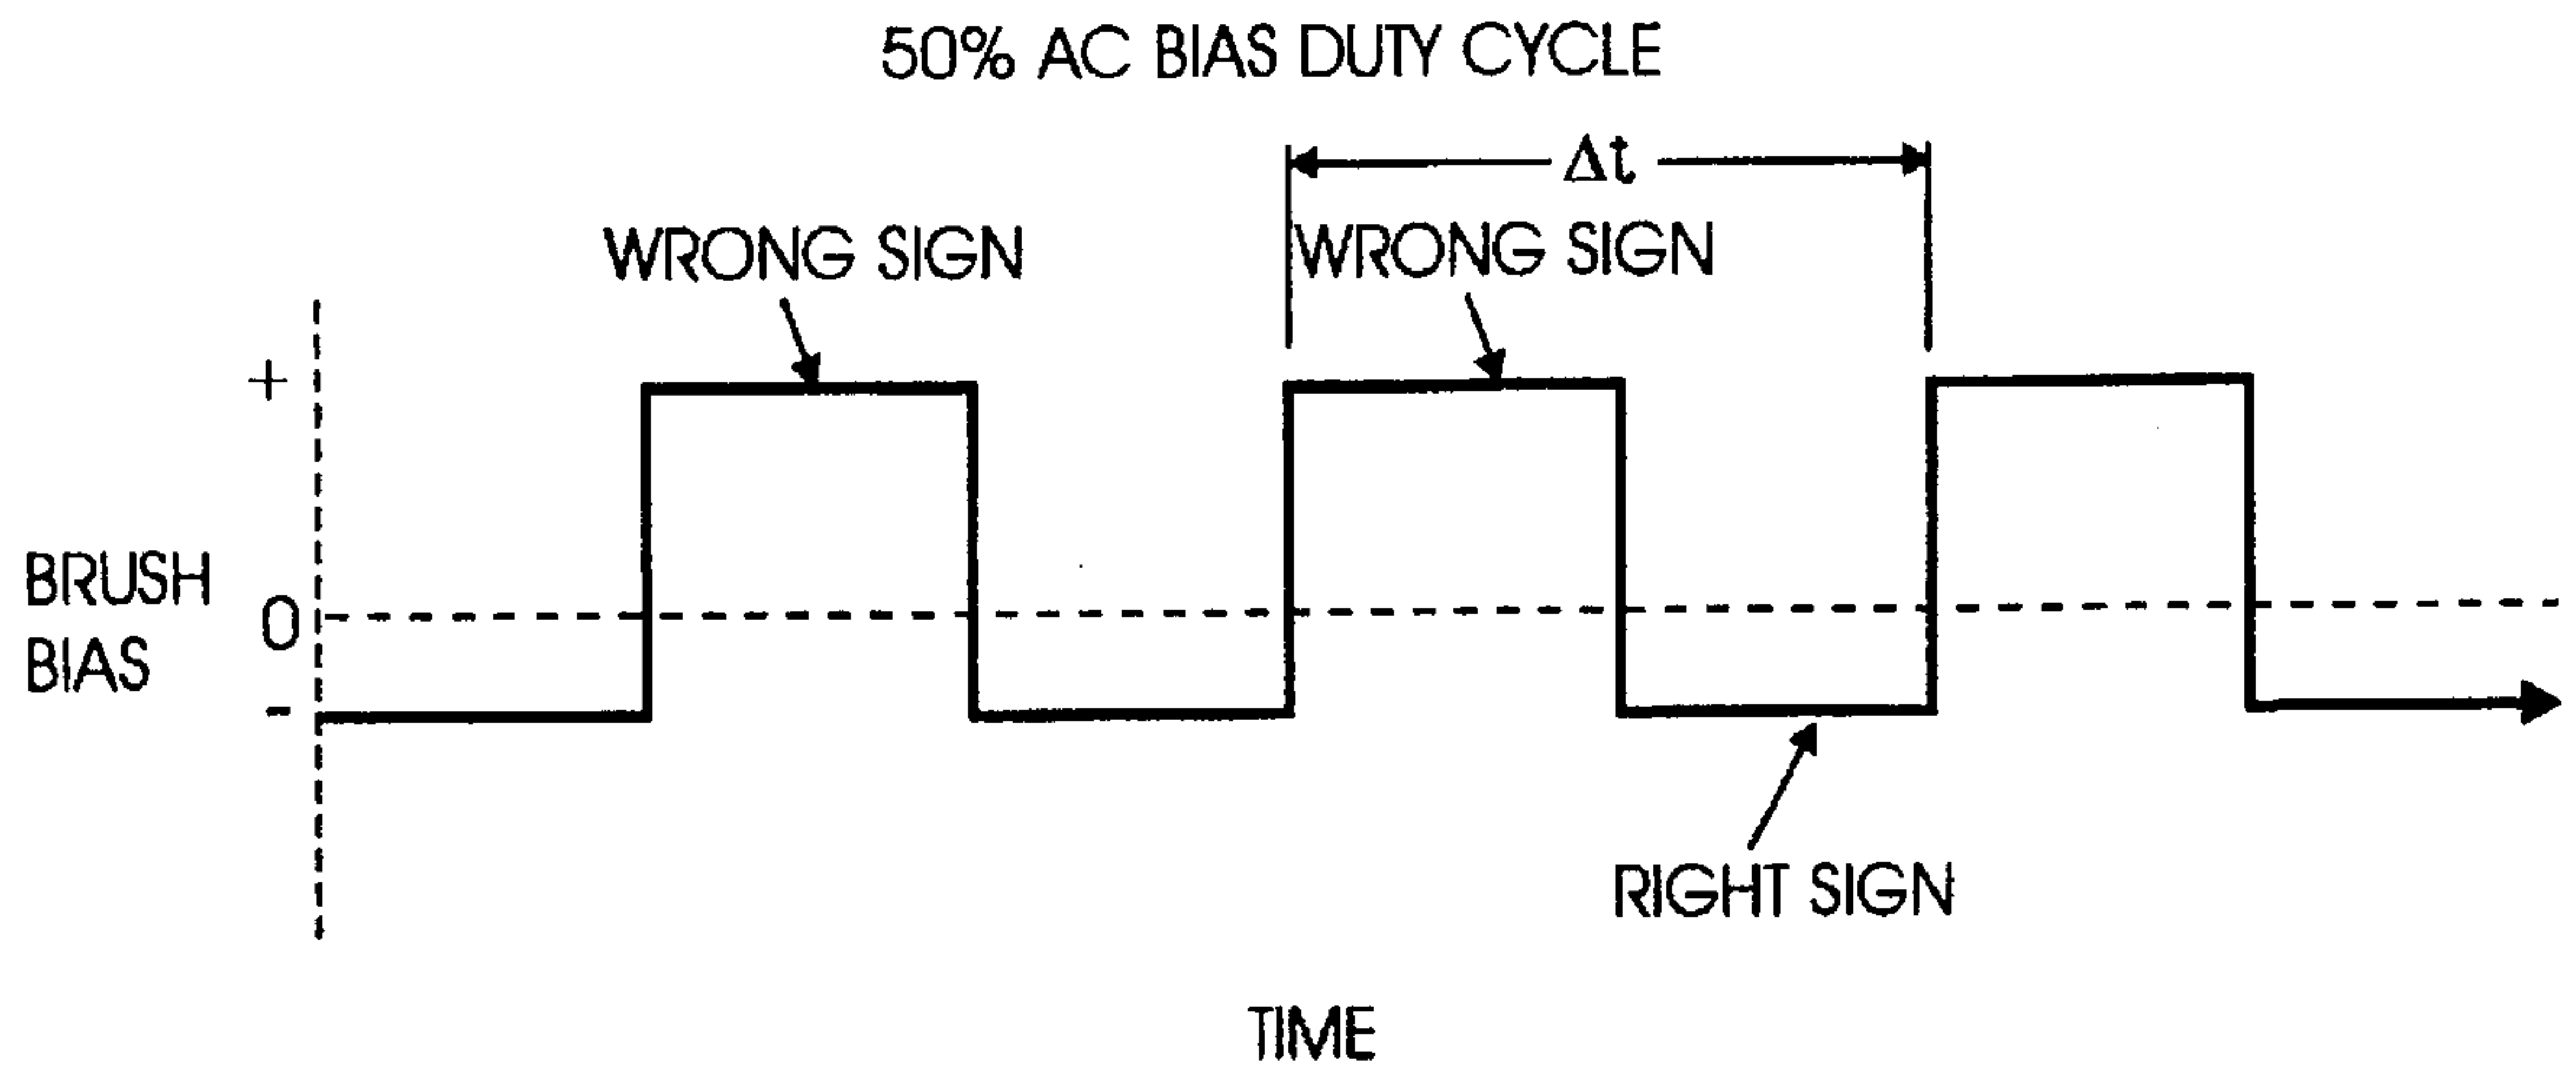 50% AC BIAS DUTY CYCLE
Δt
WRONG SIGN
WRONG SIGN
+
BRUSH
0
BIAS
-
RIGHT SIGN
TIME